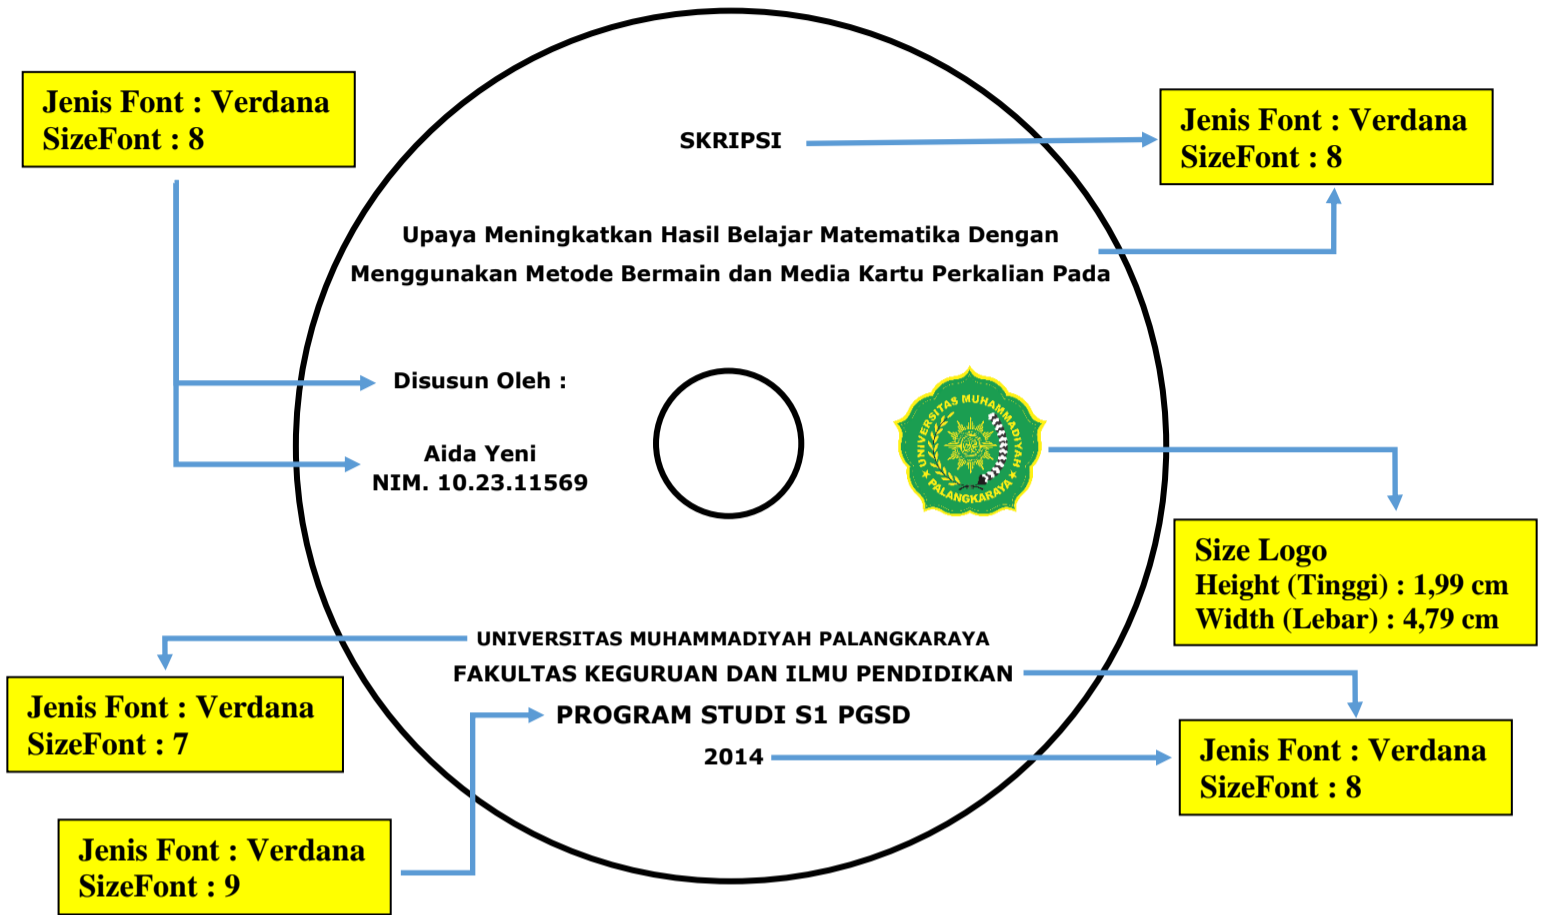 Jenis Font : Verdana
SizeFont : 8
Jenis Font : Verdana
SizeFont : 8
SKRIPSI
Upaya Meningkatkan Hasil Belajar Matematika Dengan
Menggunakan Metode Bermain dan Media Kartu Perkalian Pada
Disusun Oleh :
Aida Yeni
NIM. 10.23.11569
UNIVERSITAS MUHAMMADIYAH
PALANGKARAYA
Size Logo
Height (Tinggi) : 1,99 cm
Width (Lebar) : 4,79 cm
UNIVERSITAS MUHAMMADIYAH PALANGKARAYA
FAKULTAS KEGURUAN DAN ILMU PENDIDIKAN
PROGRAM STUDI S1 PGSD
2014
Jenis Font : Verdana
SizeFont : 7
Jenis Font : Verdana
SizeFont : 8
Jenis Font : Verdana
SizeFont : 9